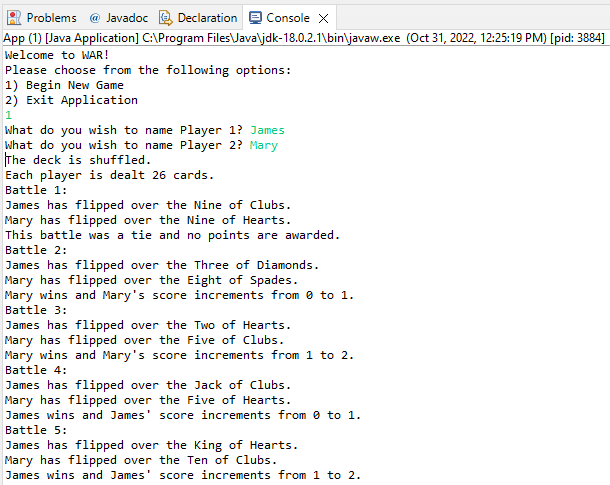 Problems @ Javadoc Declaration Console
App (1) [Java Application] C:\Program Files\Java\jdk-18.0.2.1\bin\javaw.exe (Oct 31, 2022, 12:25:19 PM) [pid: 3884]
Welcome to WAR!
Please choose from the following options:
1) Begin New Game
2) Exit Application
1
What do you wish to name Player 1? James
What do you wish to name Player 2? Mary
The deck is shuffled.
Each player is dealt 26 cards.
Battle 1:
James has flipped over the Nine of Clubs.
Mary has flipped over the Nine of Hearts.
This battle was a tie and no points are awarded.
Battle 2:
James has flipped over the Three of Diamonds.
Mary has flipped over the Eight of Spades.
Mary wins and Mary's score increments from 0 to 1.
Battle 3:
James has flipped over the Two of Hearts.
Mary has flipped over the Five of Clubs.
Mary wins and Mary's score increments from 1 to 2.
Battle 4:
James has flipped over the Jack of Clubs.
Mary has flipped over the Five of Hearts.
James wins and James' score increments from 0 to 1.
Battle 5:
James has flipped over the King of Hearts.
Mary has flipped over the Ten of Clubs.
James wins and James' score increments from 1 to 2.